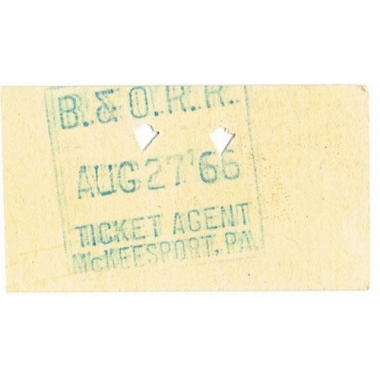 B. & O. R. R.
AUG 27 '66
TICKET AGENT
McKEESPORT, PA.